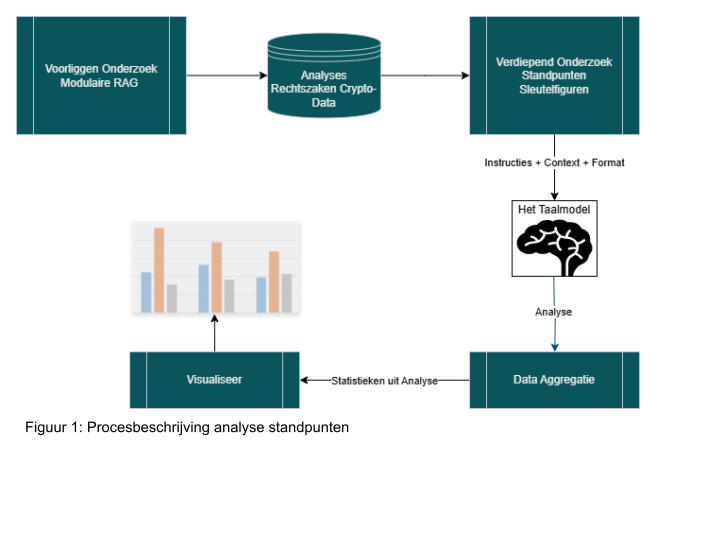 Voorliggen Onderzoek
Modulaire RAG
Analyses
Rechtszaken Crypto-
Data
Verdiepend Onderzoek
Standpunten
Sleutelfiguren
Instructies + Context + Format
Het Taalmodel
Analyse
Data Aggregatie
Statistieken uit Analyse
Visualiseer
Figuur 1: Procesbeschrijving analyse standpunten